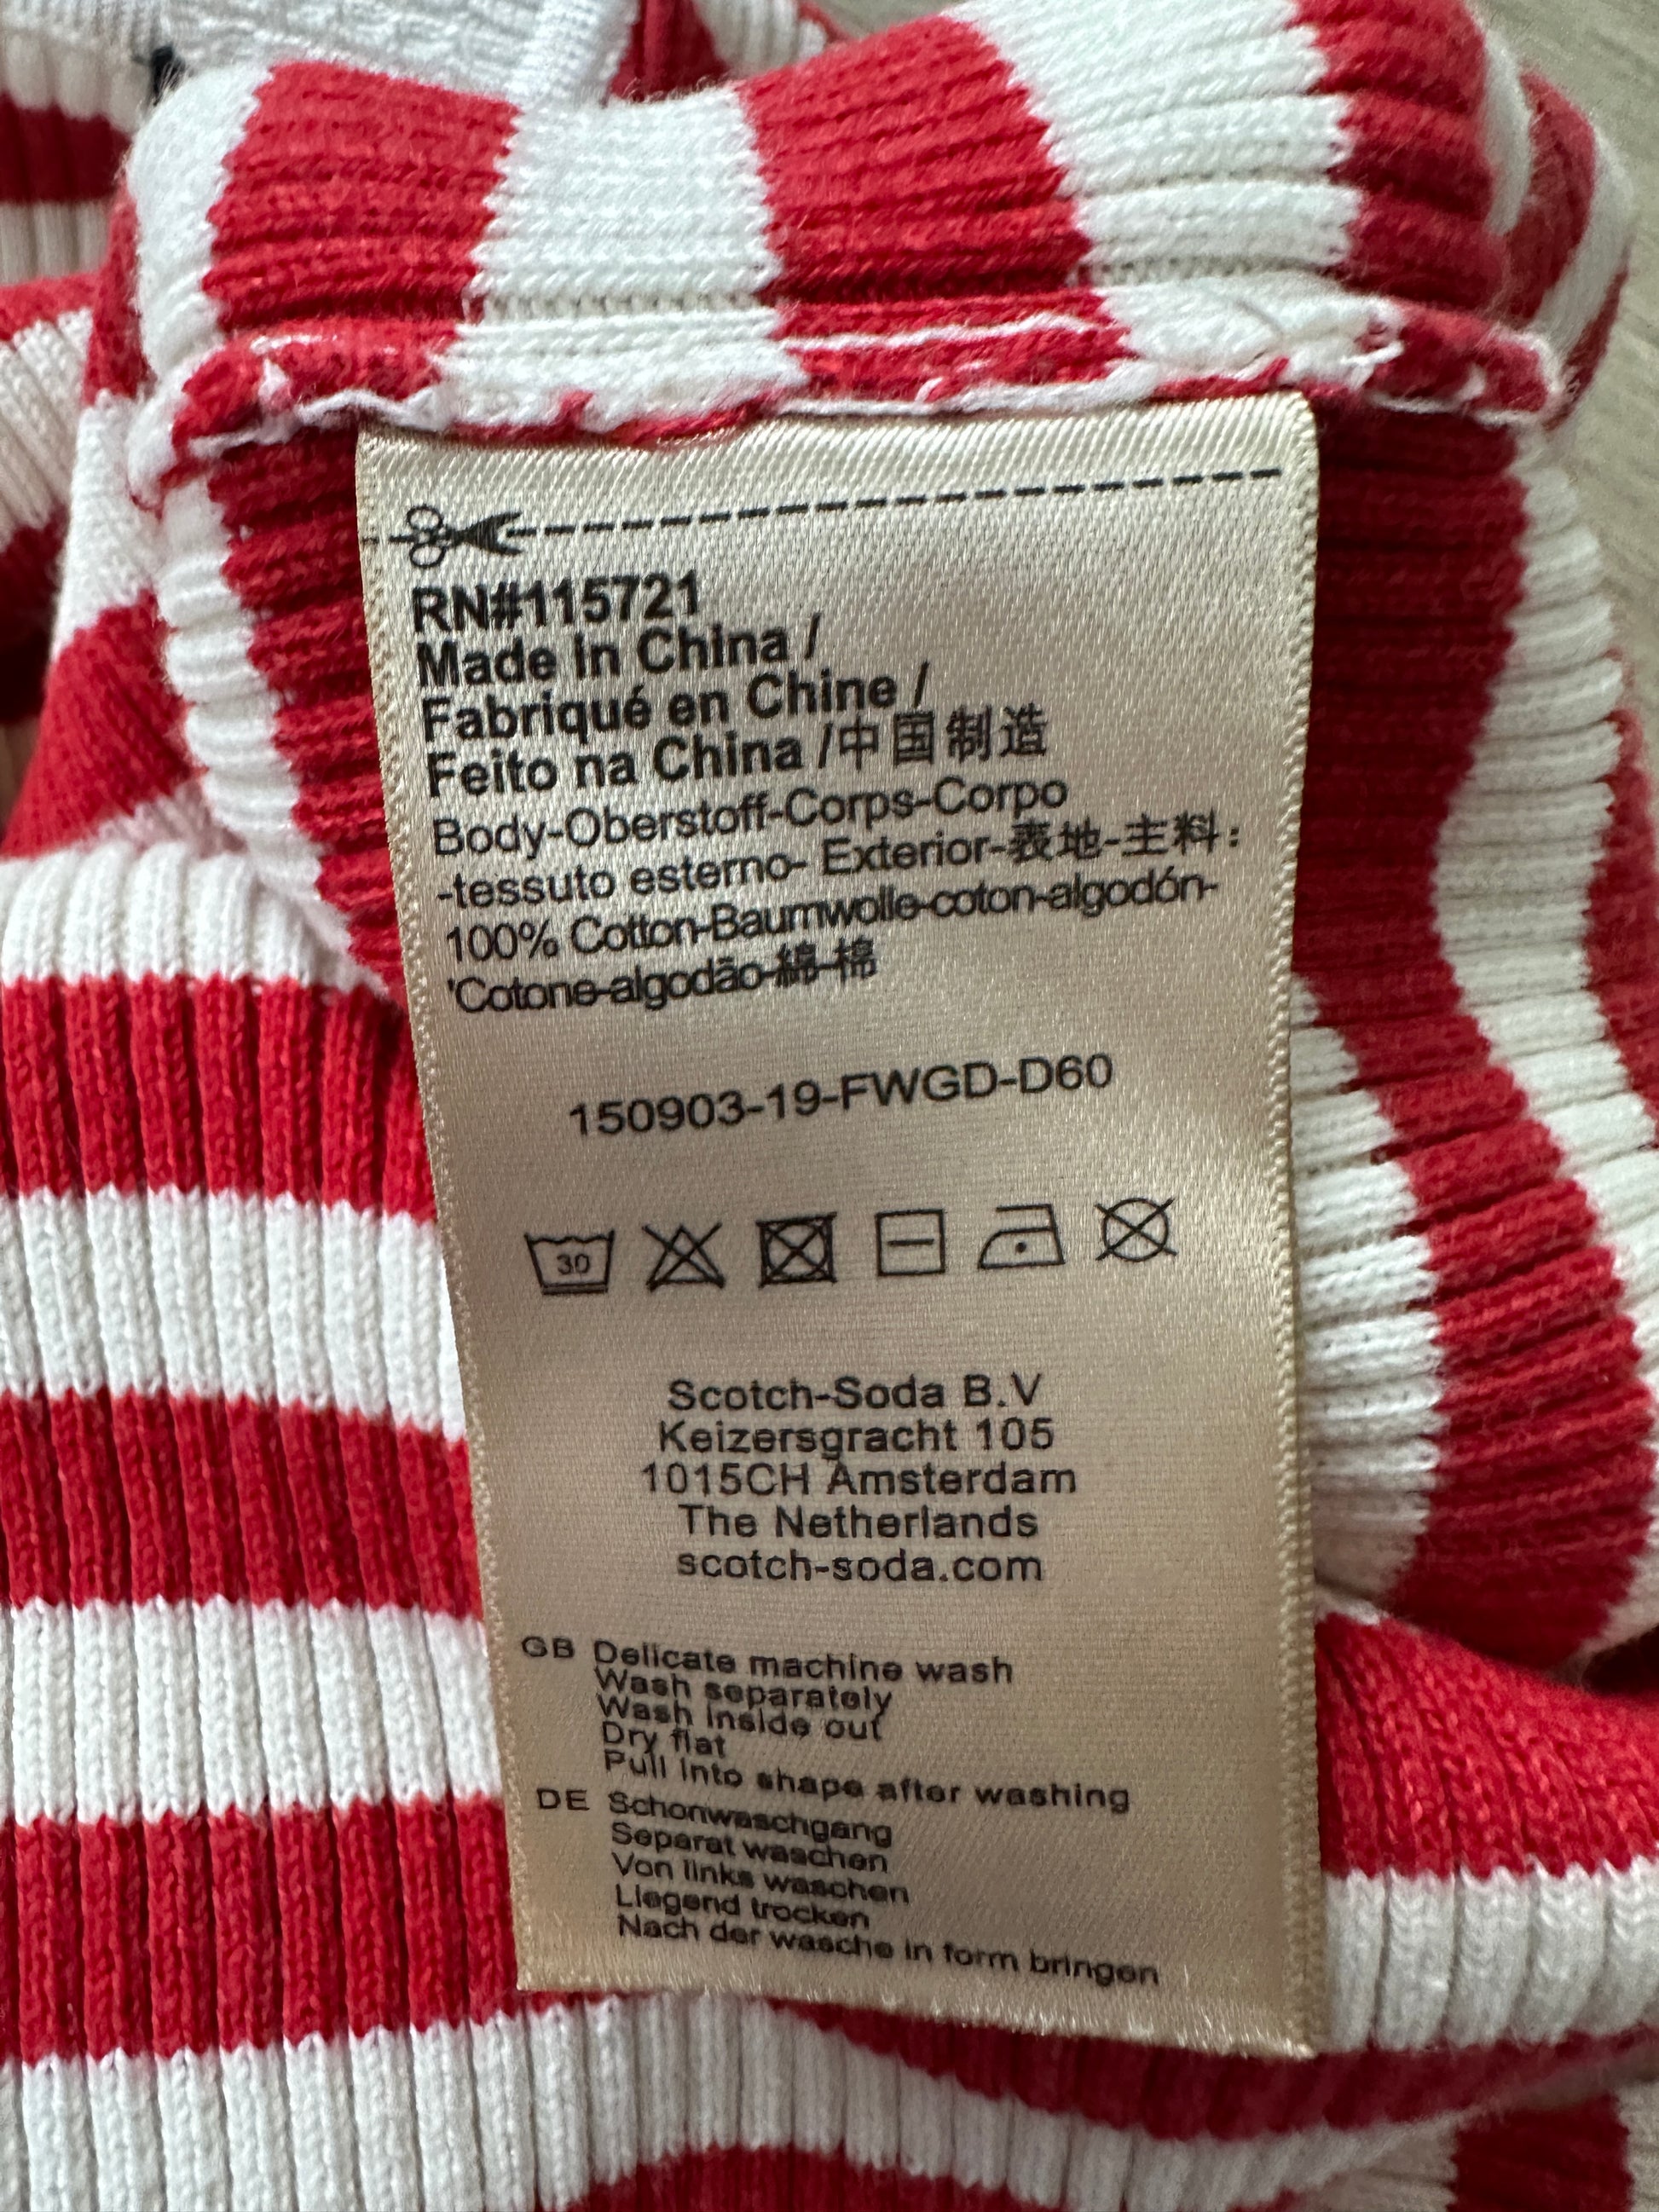 RN#115721
Made In China /
Fabriqué en Chine /
Feito na China /中国制造
Body-Oberstoff-Corps-Corpo
-tessuto esterno- Exterior-表地-主料:
100% Cotton-Baumwolle-coton-algodón-
'Cotone-algodão-綿-棉
150903-19-FWGD-D60
30
Scotch-Soda B.V
Keizersgracht 105
1015CH Amsterdam
The Netherlands
scotch-soda.com
GB Delicate machine wash
Wash separately
Wash inside out
Dry flat
Pull into shape after washing
DE Schonwaschgang
Separat waschen
Von links waschen
Liegend trocken
Nach der wasche in form bringen